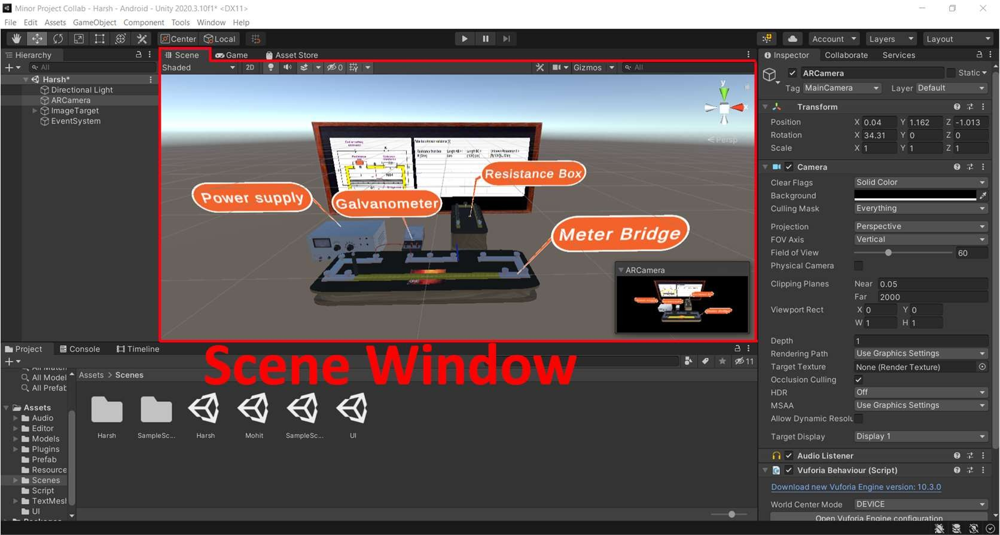 Minor Project Collab - Harsh - Android - Unity 2020.3.10f1* <DX11>
File Edit Assets GameObject Component Tools Window Help
Center Local
Account Layers Layout
Hierarchy
All
Harsh*
Directional Light
ARCamera
ImageTarget
EventSystem
Scene Game Asset Store
Shaded 2D 0 Gizmos All
y
x
Persp
Resistance Box
Power supply
Galvanometer
Meter Bridge
ARCamera
Scene Window
Project Console Timeline
11
All Model
All Prefab
Assets
Audio
Editor
Models
Plugins
Prefab
Resource
Scenes
Script
TextMesh
UI
Assets > Scenes
Harsh SampleSc... Harsh Mohit SampleSc... UI
Inspector Collaborate Services
ARCamera Static
Tag MainCamera Layer Default
Transform
Position X 0.04 Y 1.162 Z -1.013
Rotation X 34.31 Y 0 Z 0
Scale X 1 Y 1 Z 1
Camera
Clear Flags Solid Color
Background
Culling Mask Everything
Projection Perspective
FOV Axis Vertical
Field of View 60
Physical Camera
Clipping Planes Near 0.05
Far 2000
Viewport Rect X 0 Y 0
W 1 H 1
Depth 1
Rendering Path Use Graphics Settings
Target Texture None (Render Texture)
Occlusion Culling
HDR Off
MSAA Use Graphics Settings
Allow Dynamic Resolu
Target Display Display 1
Audio Listener
Vuforia Behaviour (Script)
Download new Vuforia Engine version: 10.3.0
World Center Mode DEVICE
Open Vuforia Engine configuration